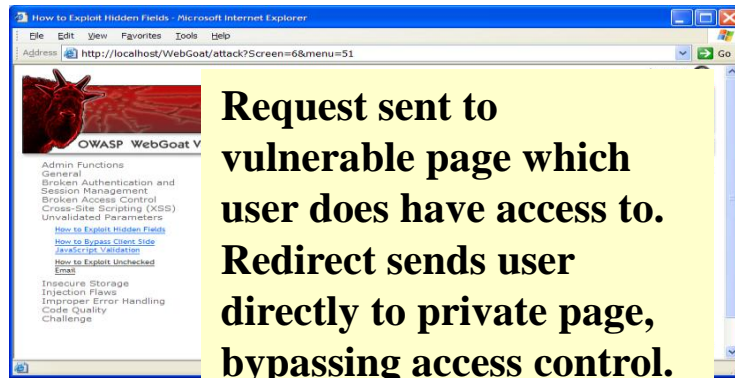 How to Exploit Hidden Fields - Microsoft Internet Explorer
File Edit View Favorites Tools Help
Address http://localhost/WebGoat/attack?Screen=6&menu=51 Go
OWASP WebGoat V
Admin Functions
General
Broken Authentication and
Session Management
Broken Access Control
Cross-Site Scripting (XSS)
Unvalidated Parameters
How to Exploit Hidden Fields
How to Bypass Client Side
JavaScript Validation
How to Exploit Unchecked
Email
Insecure Storage
Injection Flaws
Improper Error Handling
Code Quality
Challenge
Request sent to
vulnerable page which
user does have access to.
Redirect sends user
directly to private page,
bypassing access control.